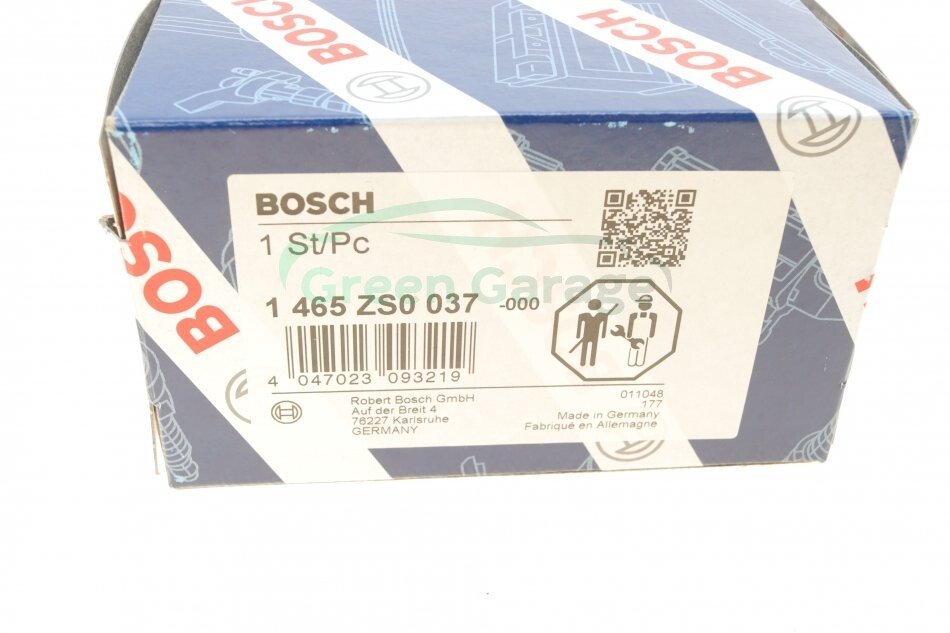 BOSCH
BOSCH
BOSCH
BOSCH
BOSCH
1 St/Pc
Green Garage
1 465 ZS0 037 -000
4 047023 093219
Robert Bosch GmbH
Auf der Breit 4
76227 Karlsruhe
GERMANY
011048
177
Made in Germany
Fabriqué en Allemagne